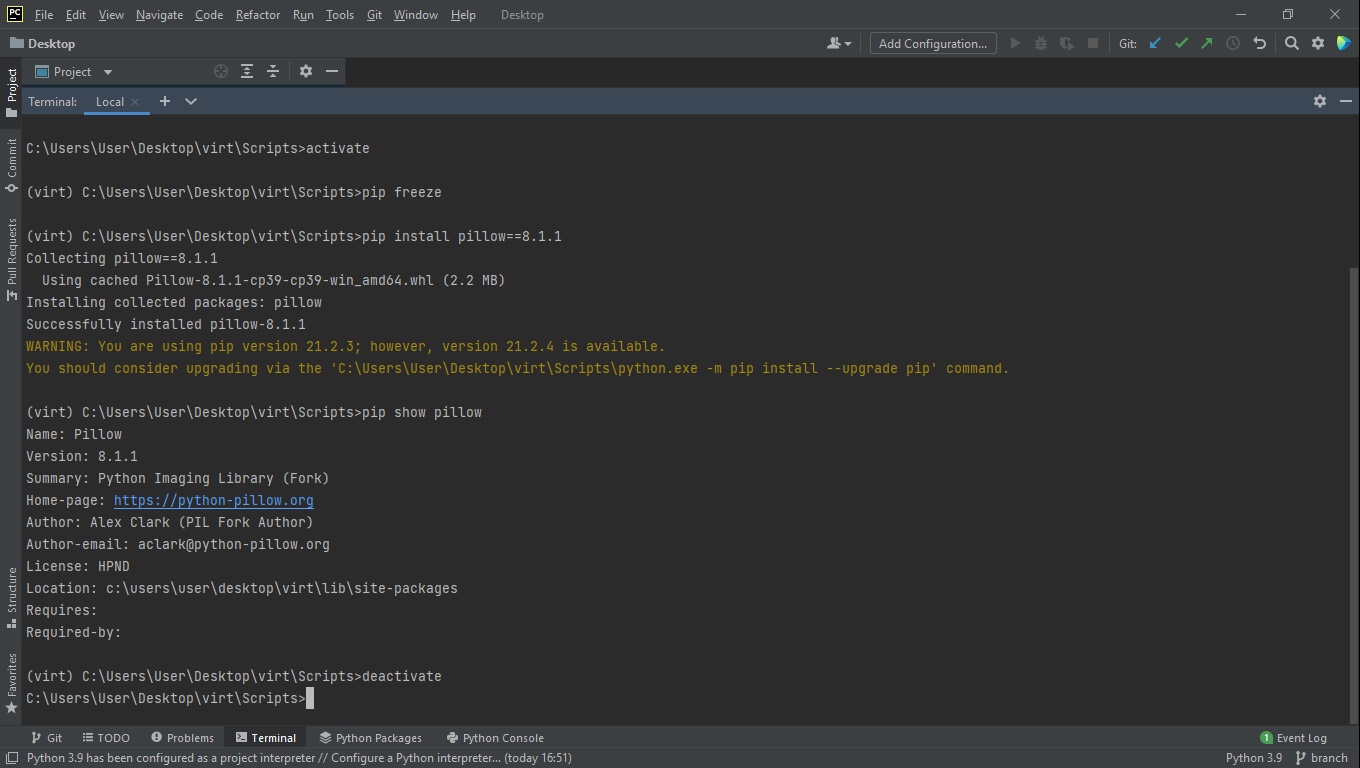 PC File Edit View Navigate Code Refactor Run Tools Git Window Help Desktop
Desktop Add Configuration... Git:
Project
Terminal: Local
Project
Commit
Pull Requests
Structure
Favorites
C:\Users\User\Desktop\virt\Scripts>activate
(virt) C:\Users\User\Desktop\virt\Scripts>pip freeze
(virt) C:\Users\User\Desktop\virt\Scripts>pip install pillow==8.1.1
Collecting pillow==8.1.1
Using cached Pillow-8.1.1-cp39-cp39-win_amd64.whl (2.2 MB)
Installing collected packages: pillow
Successfully installed pillow-8.1.1
WARNING: You are using pip version 21.2.3; however, version 21.2.4 is available.
You should consider upgrading via the 'C:\Users\User\Desktop\virt\Scripts\python.exe -m pip install --upgrade pip' command.
(virt) C:\Users\User\Desktop\virt\Scripts>pip show pillow
Name: Pillow
Version: 8.1.1
Summary: Python Imaging Library (Fork)
Home-page: https://python-pillow.org
Author: Alex Clark (PIL Fork Author)
Author-email: aclark@python-pillow.org
License: HPND
Location: c:\users\user\desktop\virt\lib\site-packages
Requires:
Required-by:
(virt) C:\Users\User\Desktop\virt\Scripts>deactivate
C:\Users\User\Desktop\virt\Scripts>
Git TODO Problems Terminal Python Packages Python Console 1 Event Log
Python 3.9 has been configured as a project interpreter // Configure a Python interpreter... (today 16:51) Python 3.9 branch